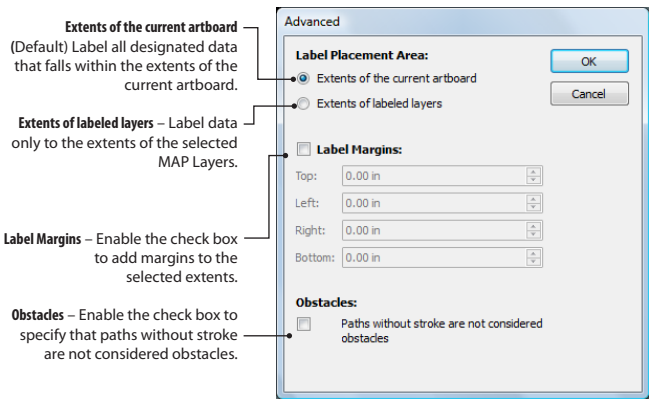 Extents of the current artboard
(Default) Label all designated data
that falls within the extents of the
current artboard.
Extents of labeled layers – Label data
only to the extents of the selected
MAP Layers.
Label Margins – Enable the check box
to add margins to the
selected extents.
Obstacles – Enable the check box to
specify that paths without stroke
are not considered obstacles.
Advanced
Label Placement Area:
Extents of the current artboard
Extents of labeled layers
OK
Cancel
Label Margins:
Top: 0.00 in
Left: 0.00 in
Right: 0.00 in
Bottom: 0.00 in
Obstacles:
Paths without stroke are not considered
obstacles